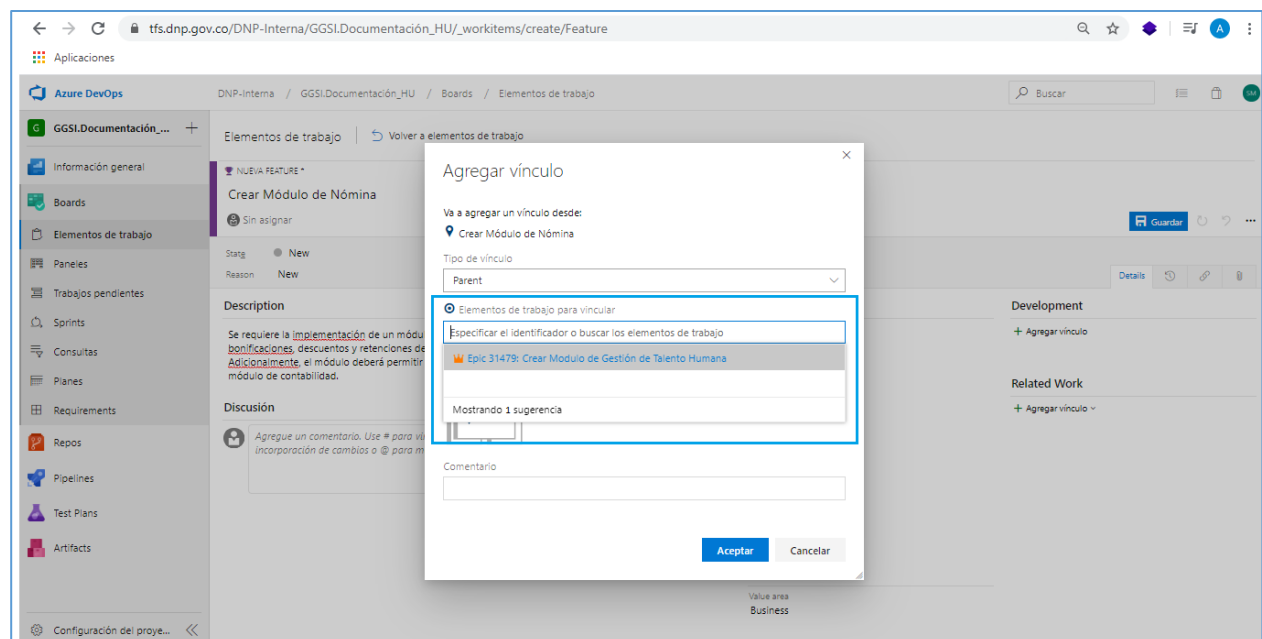 tfs.dnp.gov.co/DNP-Interna/GGSI.Documentación_HU/_workitems/create/Feature
A
Aplicaciones
Azure DevOps
DNP-Interna / GGSI.Documentación_HU / Boards / Elementos de trabajo
Buscar
SM
G
GGSI.Documentación_...
Elementos de trabajo
Volver a elementos de trabajo
Información general
Boards
Elementos de trabajo
Paneles
Trabajos pendientes
Sprints
Consultas
Planes
Requirements
Repos
Pipelines
Test Plans
Artifacts
Configuración del proye...
NUEVA FEATURE *
Crear Módulo de Nómina
Sin asignar
Guardar
State New
Reason New
Details
Description
Se requiere la implementación de un módu
bonificaciones, descuentos y retenciones de
Adicionalmente, el módulo deberá permitir
módulo de contabilidad.
Discusión
Agregue un comentario. Use # para vi
incorporación de cambios o @ para m
Agregar vínculo
Va a agregar un vínculo desde:
Crear Módulo de Nómina
Tipo de vínculo
Parent
Elementos de trabajo para vincular
Especificar el identificador o buscar los elementos de trabajo
Epic 31479: Crear Modulo de Gestión de Talento Humana
Mostrando 1 sugerencia
Comentario
Aceptar
Cancelar
Value area
Business
Development
+ Agregar vínculo
Related Work
+ Agregar vínculo